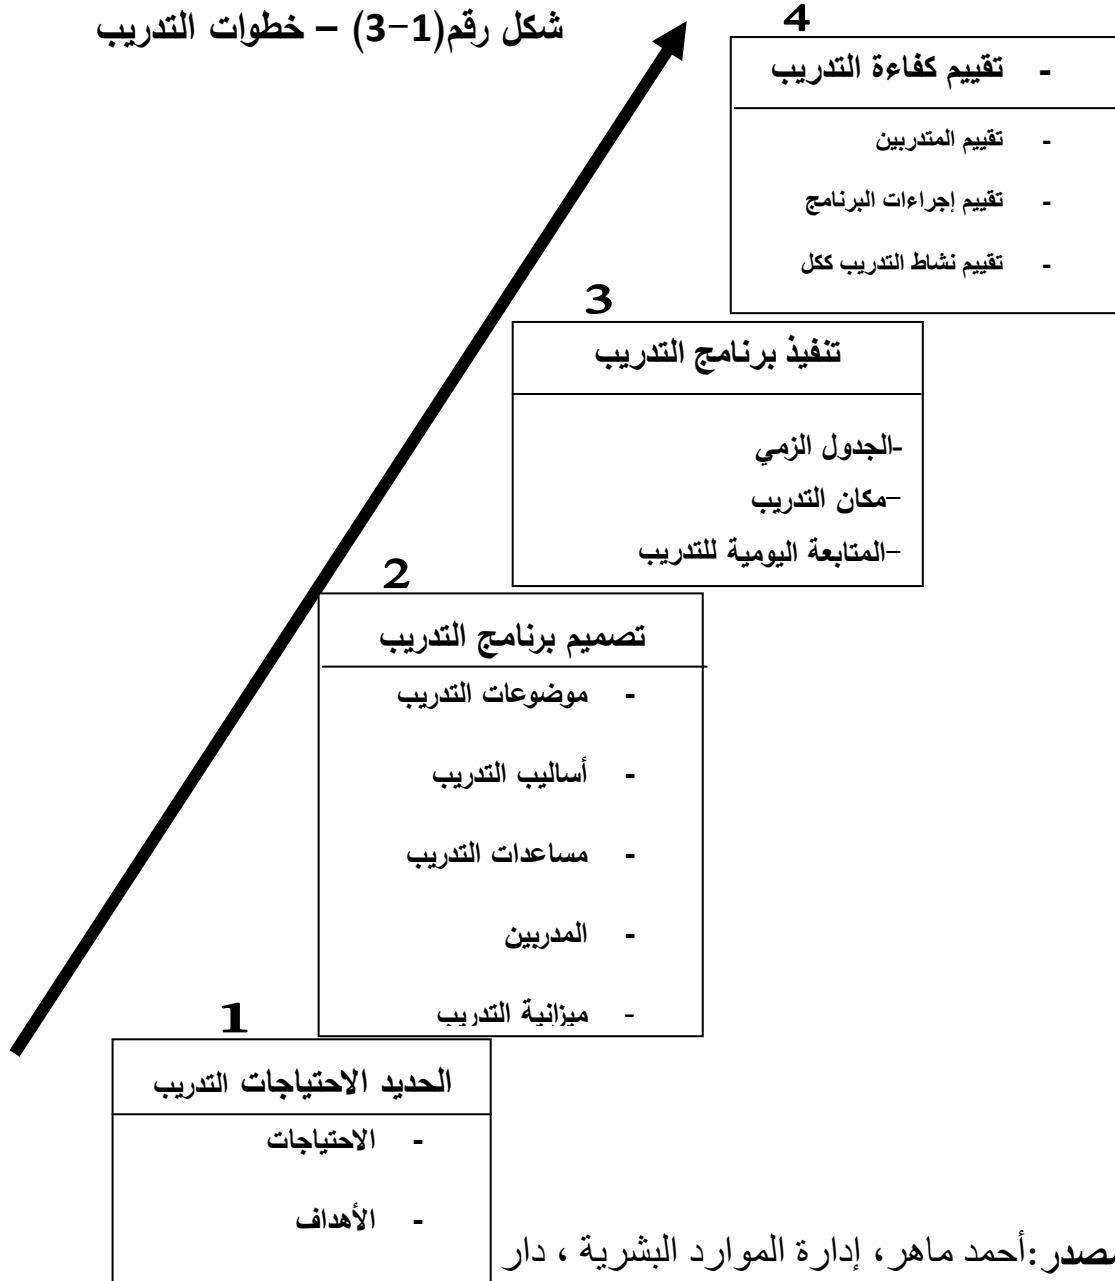 شكل رقم(1-3) – خطوات التدريب
4
- تقييم كفاءة التدريب
- تقييم المتدربين
- تقييم إجراءات البرنامج
- تقييم نشاط التدريب ككل
3
تنفيذ برنامج التدريب
-الجدول الزمي
-مكان التدريب
-المتابعة اليومية للتدريب
2
تصميم برنامج التدريب
- موضوعات التدريب
- أساليب التدريب
- مساعدات التدريب
- المدربين
- ميزانية التدريب
1
الحديد الاحتياجات التدريب
- الاحتياجات
- الأهداف
مصدر:أحمد ماهر، إدارة الموارد البشرية ، دار